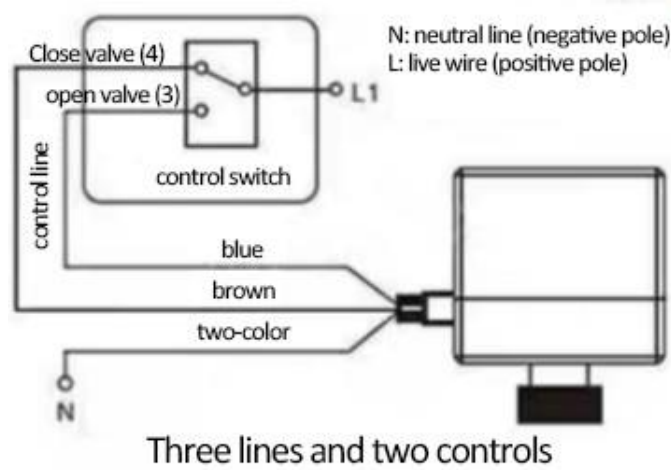 Close valve (4)
open valve (3)
L1
N: neutral line (negative pole)
L: live wire (positive pole)
control switch
control line
blue
brown
two-color
N
Three lines and two controls